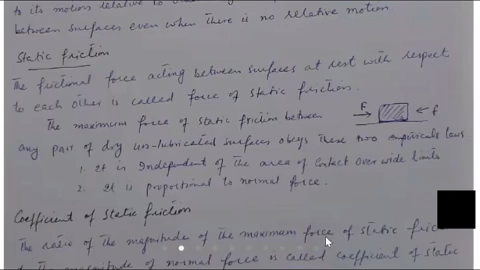 to its motion relative to
between surfaces even when there is no relative motion
Static friction
The frictional force acting between surfaces at rest with respect
to each other is called force of static friction.
The maximum force of static friction between
F f
any pair of dry un-lubricated surfaces obeys these two empirical laws
1. It is independent of the area of contact over wide limits
2. It is proportional to normal force.
Coefficient of Static friction
The ratio of the magnitude of the maximum force of static frict
the magnitude of normal force is called coefficient of static